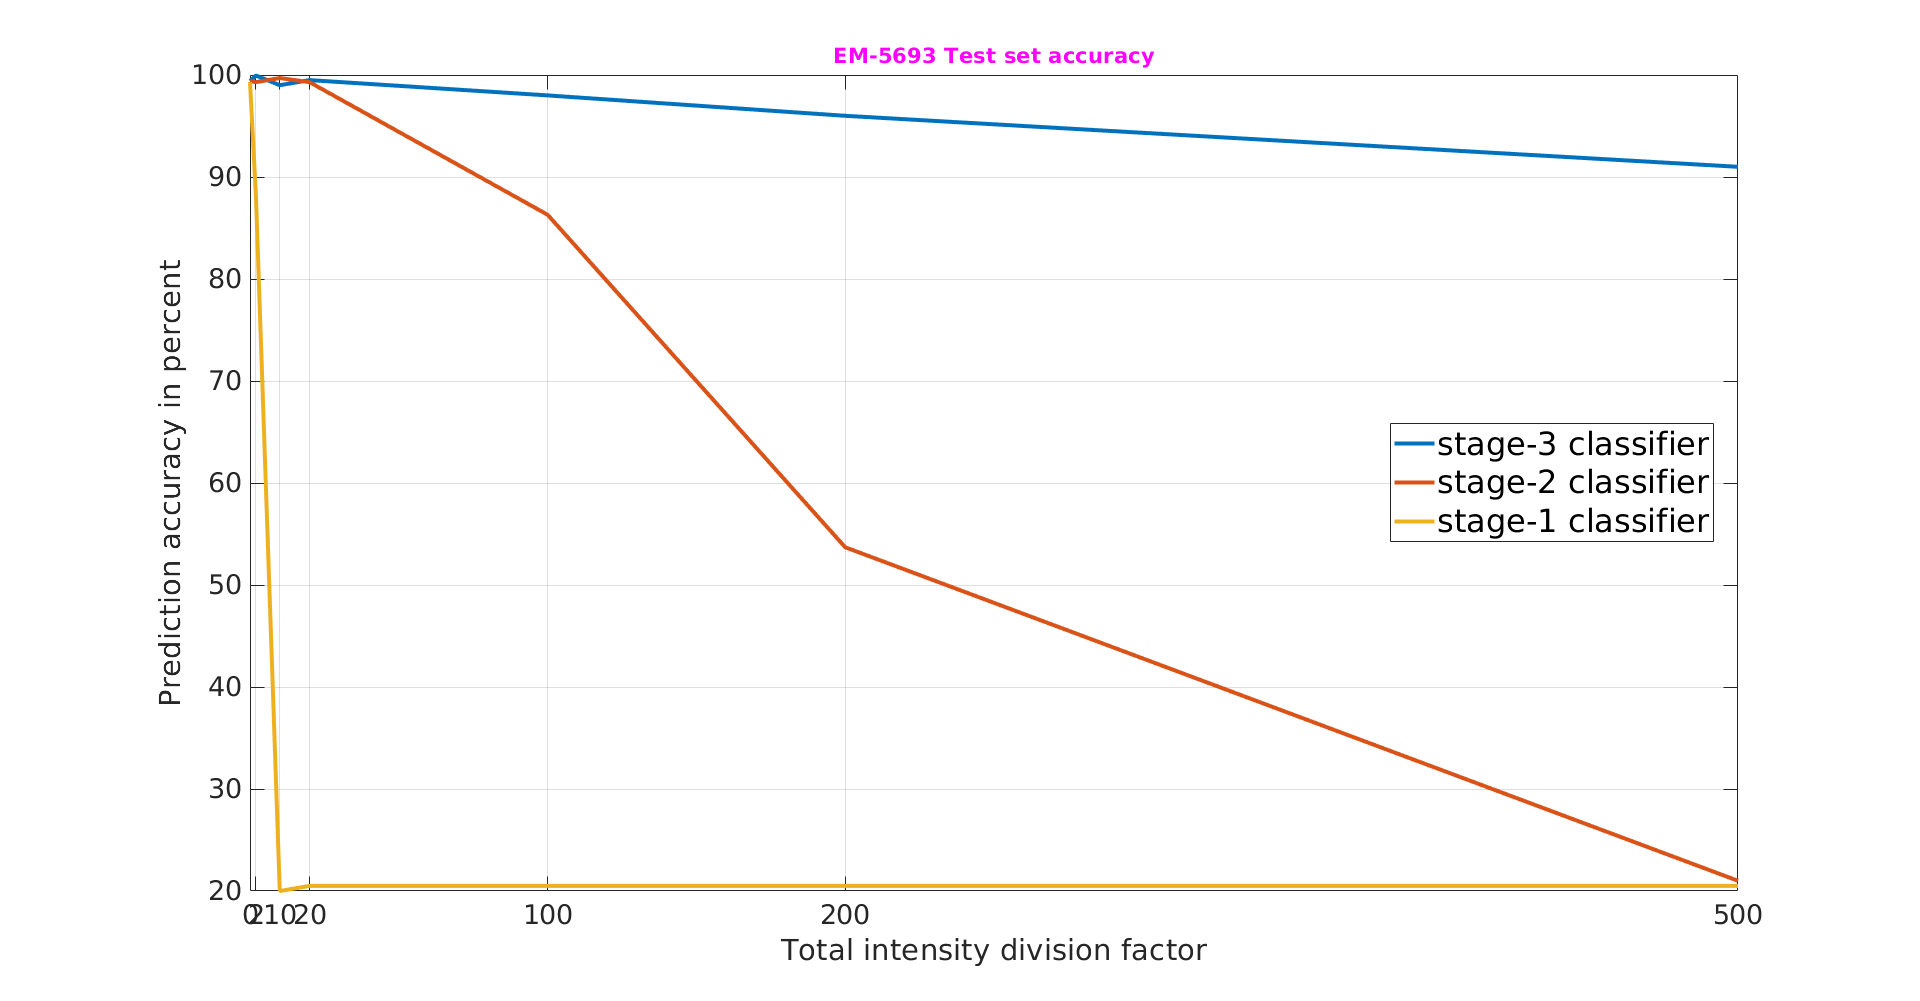 EM-5693 Test set accuracy
100
90
80
70
60
50
40
30
20
Prediction accuracy in percent
stage-3 classifier
stage-2 classifier
stage-1 classifier
0 2 10 20 100 200 500
Total intensity division factor